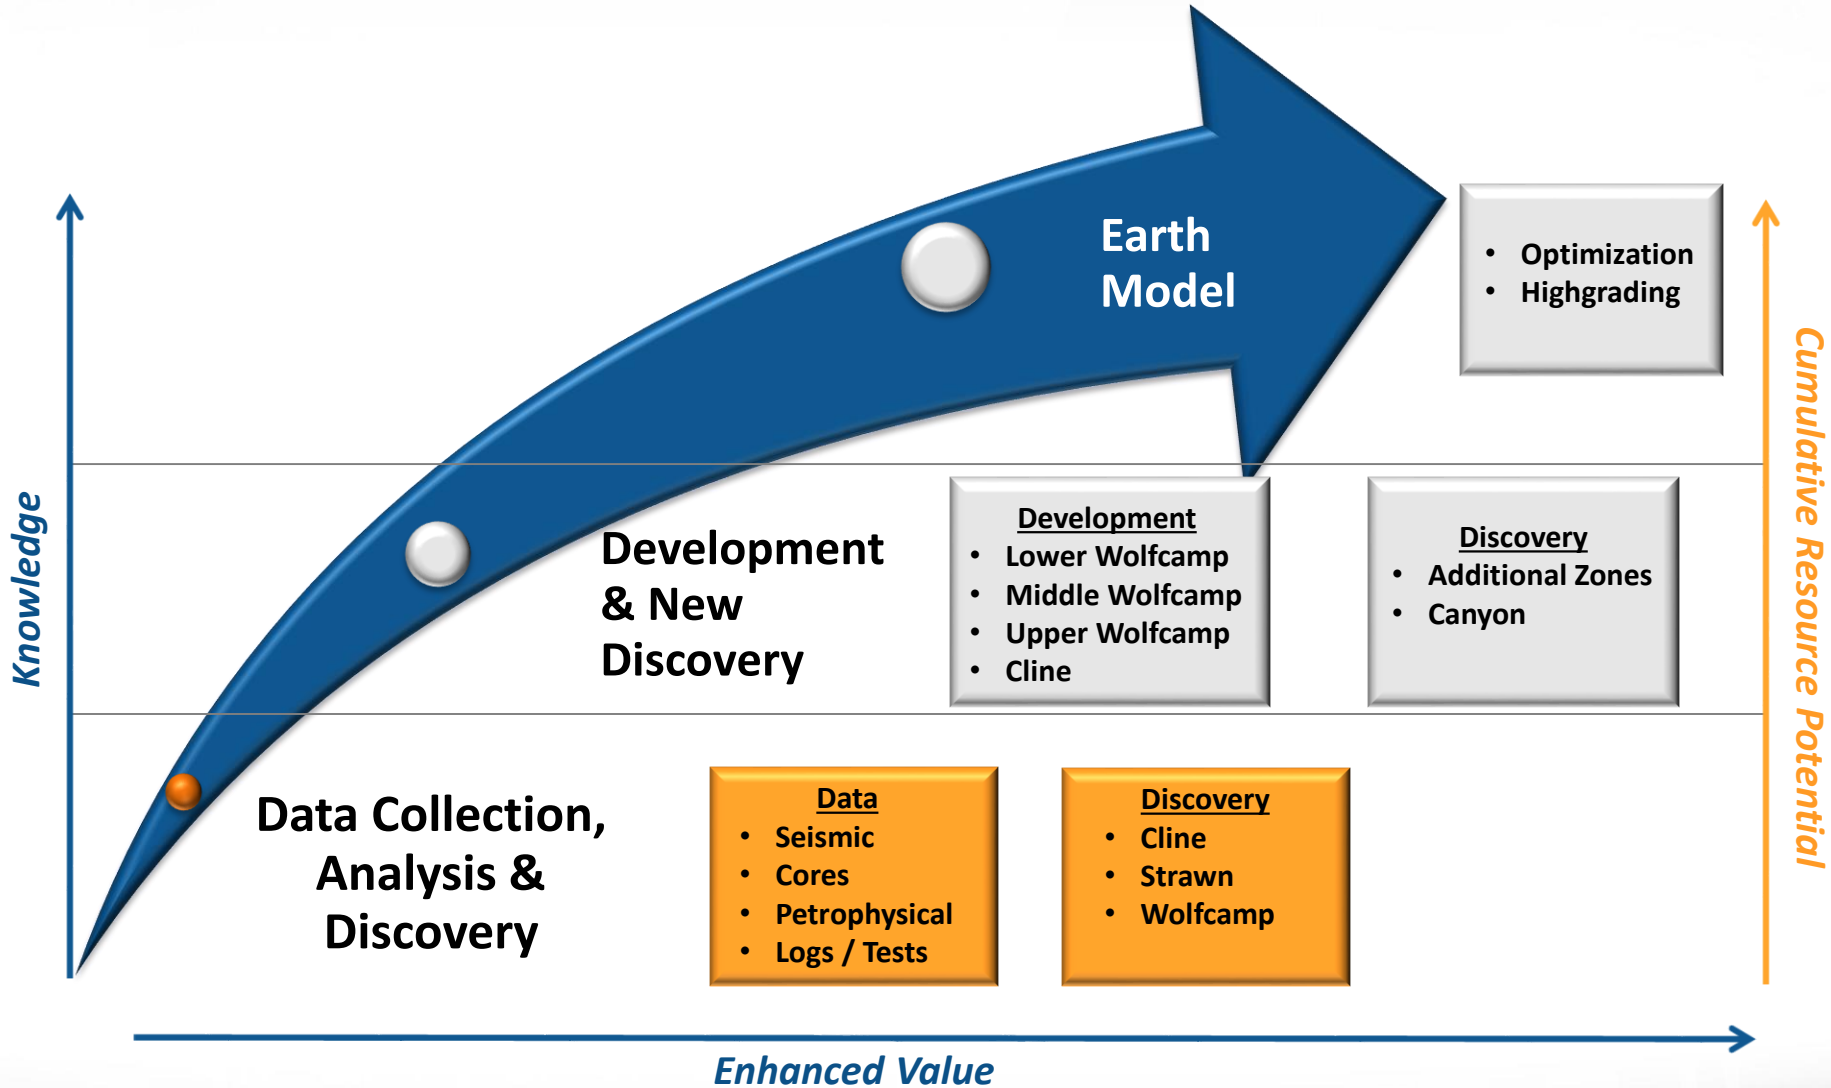 Earth
Model
• Optimization
• Highgrading
Knowledge
Cumulative Resource Potential
Development
& New
Discovery
Development
• Lower Wolfcamp
• Middle Wolfcamp
• Upper Wolfcamp
• Cline
Discovery
• Additional Zones
• Canyon
Data Collection,
Analysis &
Discovery
Data
• Seismic
• Cores
• Petrophysical
• Logs / Tests
Discovery
• Cline
• Strawn
• Wolfcamp
Enhanced Value